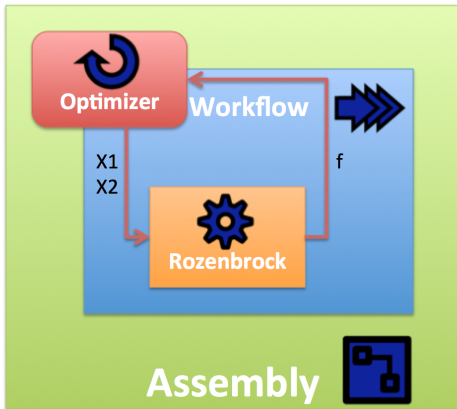 Optimizer
Workflow
X1
X2
f
Rozenbrock
Assembly